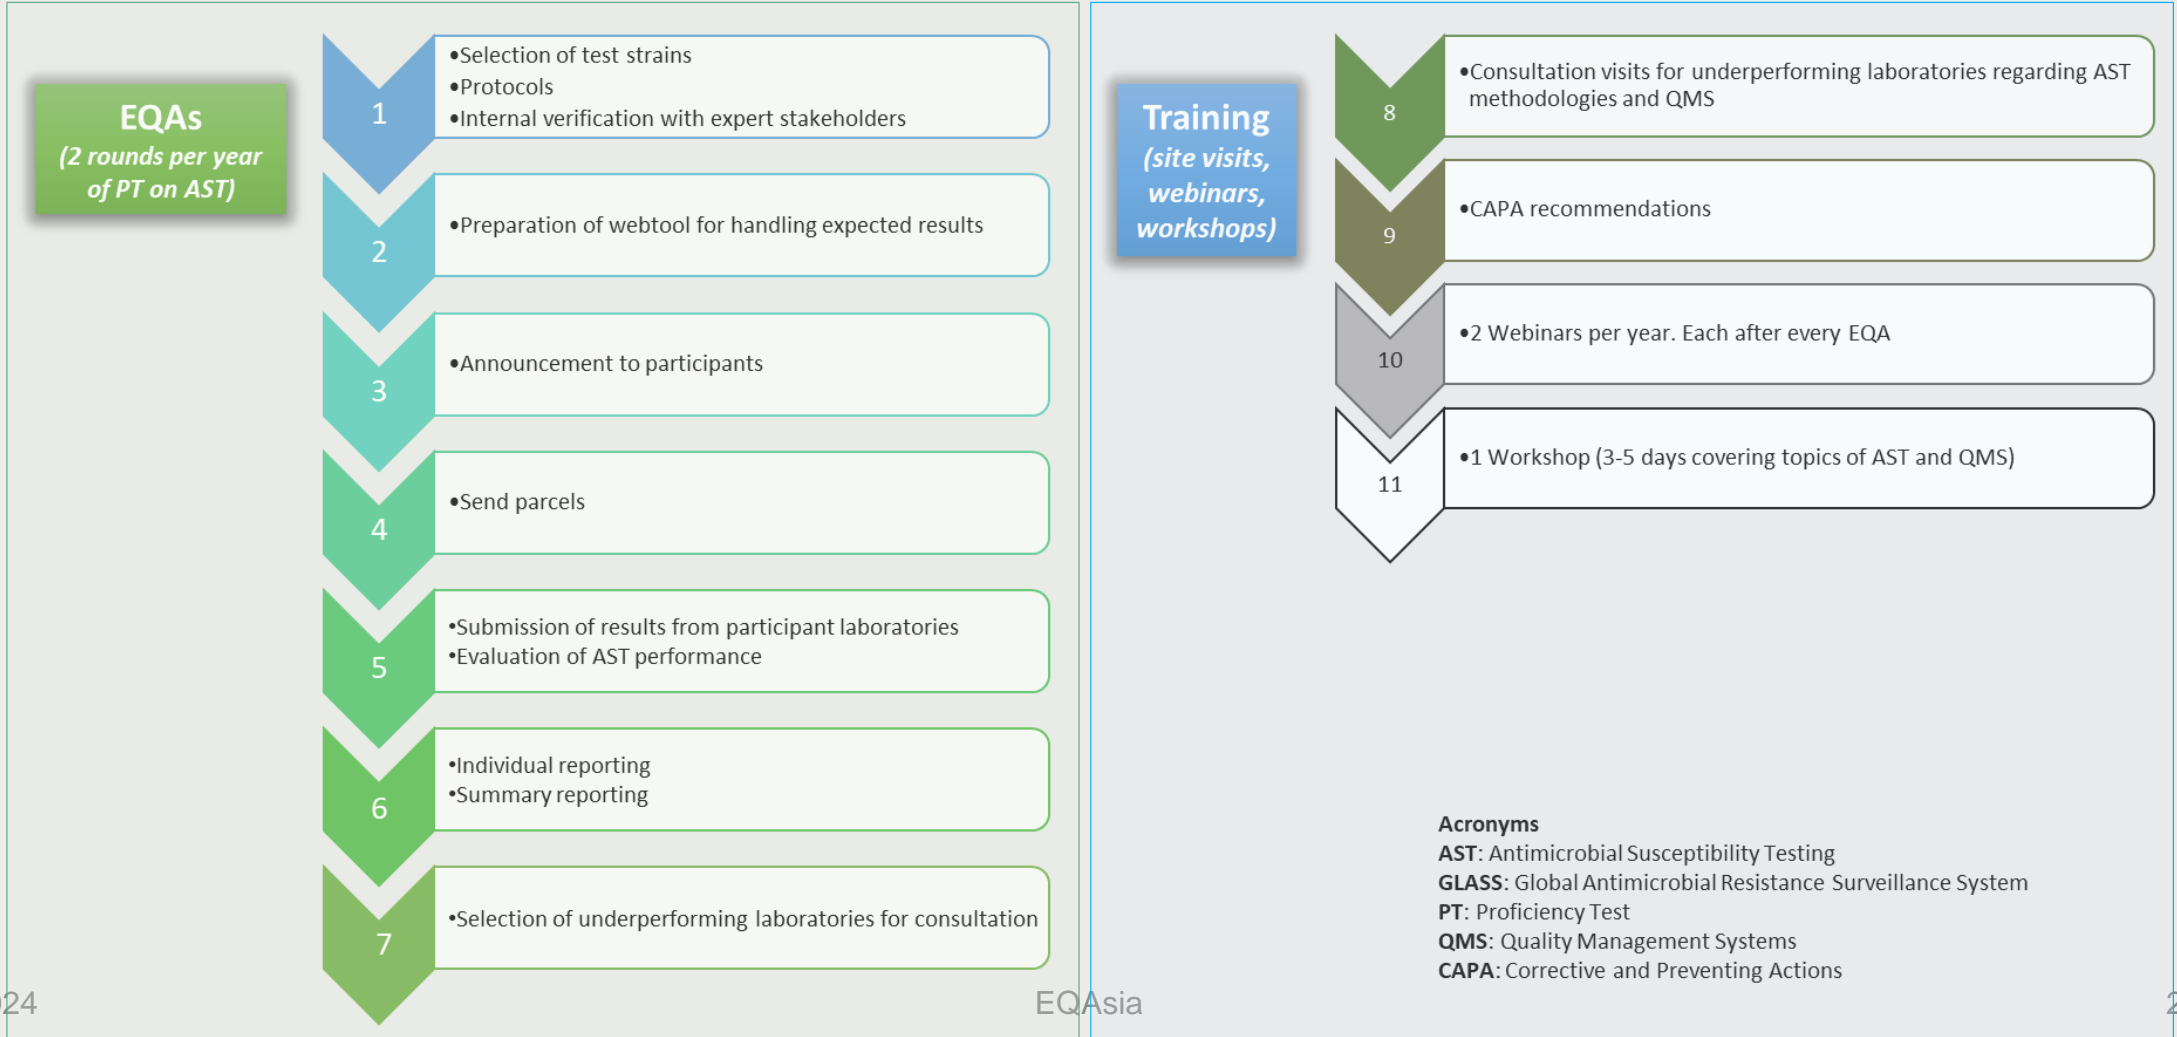 EQAs
(2 rounds per year
of PT on AST)
1
•Selection of test strains
•Protocols
•Internal verification with expert stakeholders
2
•Preparation of webtool for handling expected results
3
•Announcement to participants
4
•Send parcels
5
•Submission of results from participant laboratories
•Evaluation of AST performance
6
•Individual reporting
•Summary reporting
7
•Selection of underperforming laboratories for consultation
Training
(site visits,
webinars,
workshops)
8
•Consultation visits for underperforming laboratories regarding AST
methodologies and QMS
9
•CAPA recommendations
10
•2 Webinars per year. Each after every EQA
11
•1 Workshop (3-5 days covering topics of AST and QMS)
Acronyms
AST: Antimicrobial Susceptibility Testing
GLASS: Global Antimicrobial Resistance Surveillance System
PT: Proficiency Test
QMS: Quality Management Systems
CAPA: Corrective and Preventing Actions
24
EQAsia